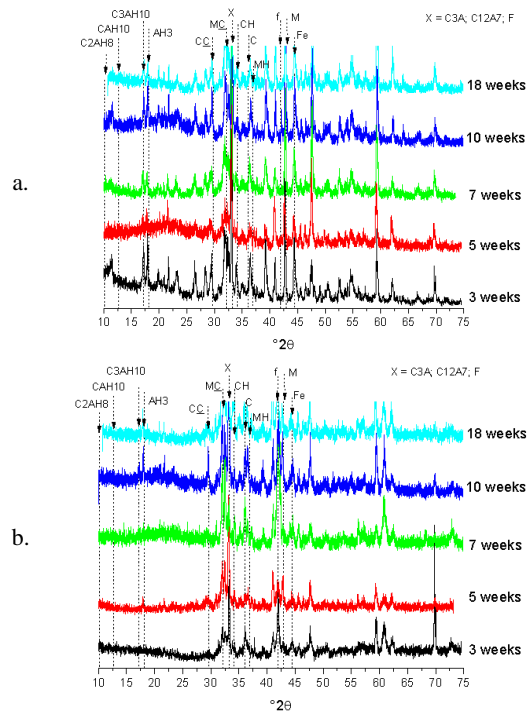 a.
X = C3A; C12A7; F
C3AH10
CAH10
C2AH8
AH3
CC
MC
X
CH
C
MH
f
M
Fe
18 weeks
10 weeks
7 weeks
5 weeks
3 weeks
10 15 20 25 30 35 40 45 50 55 60 65 70 75
°2θ
b.
X = C3A; C12A7; F
C3AH10
CAH10
C2AH8
AH3
CC
MC
X
CH
C
MH
f
M
Fe
18 weeks
10 weeks
7 weeks
5 weeks
3 weeks
10 15 20 25 30 35 40 45 50 55 60 65 70 75
°2θ